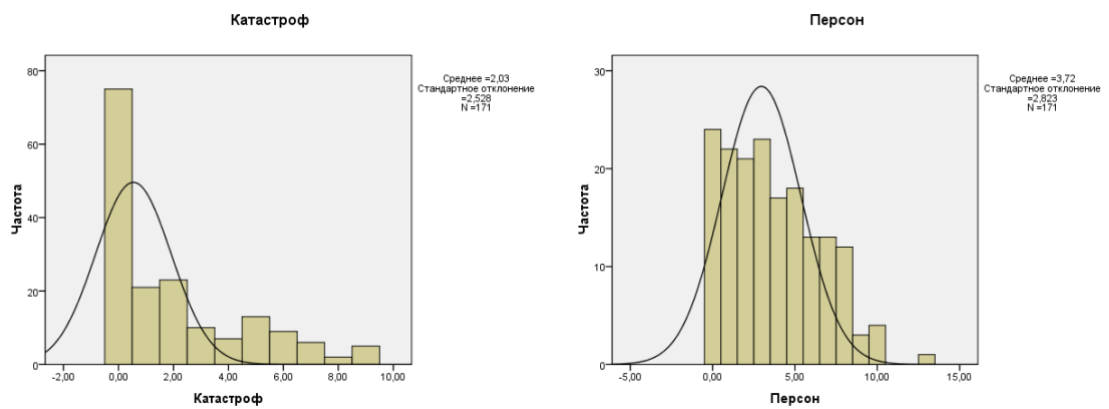 Катастроф
Частота
80
60
40
20
0
-2,00 0,00 2,00 4,00 6,00 8,00 10,00
Катастроф
Среднее =2,03
Стандартное отклонение
=2,528
N =171
Персон
Частота
30
20
10
0
-5,00 0,00 5,00 10,00 15,00
Персон
Среднее =3,72
Стандартное отклонение
=2,823
N =171